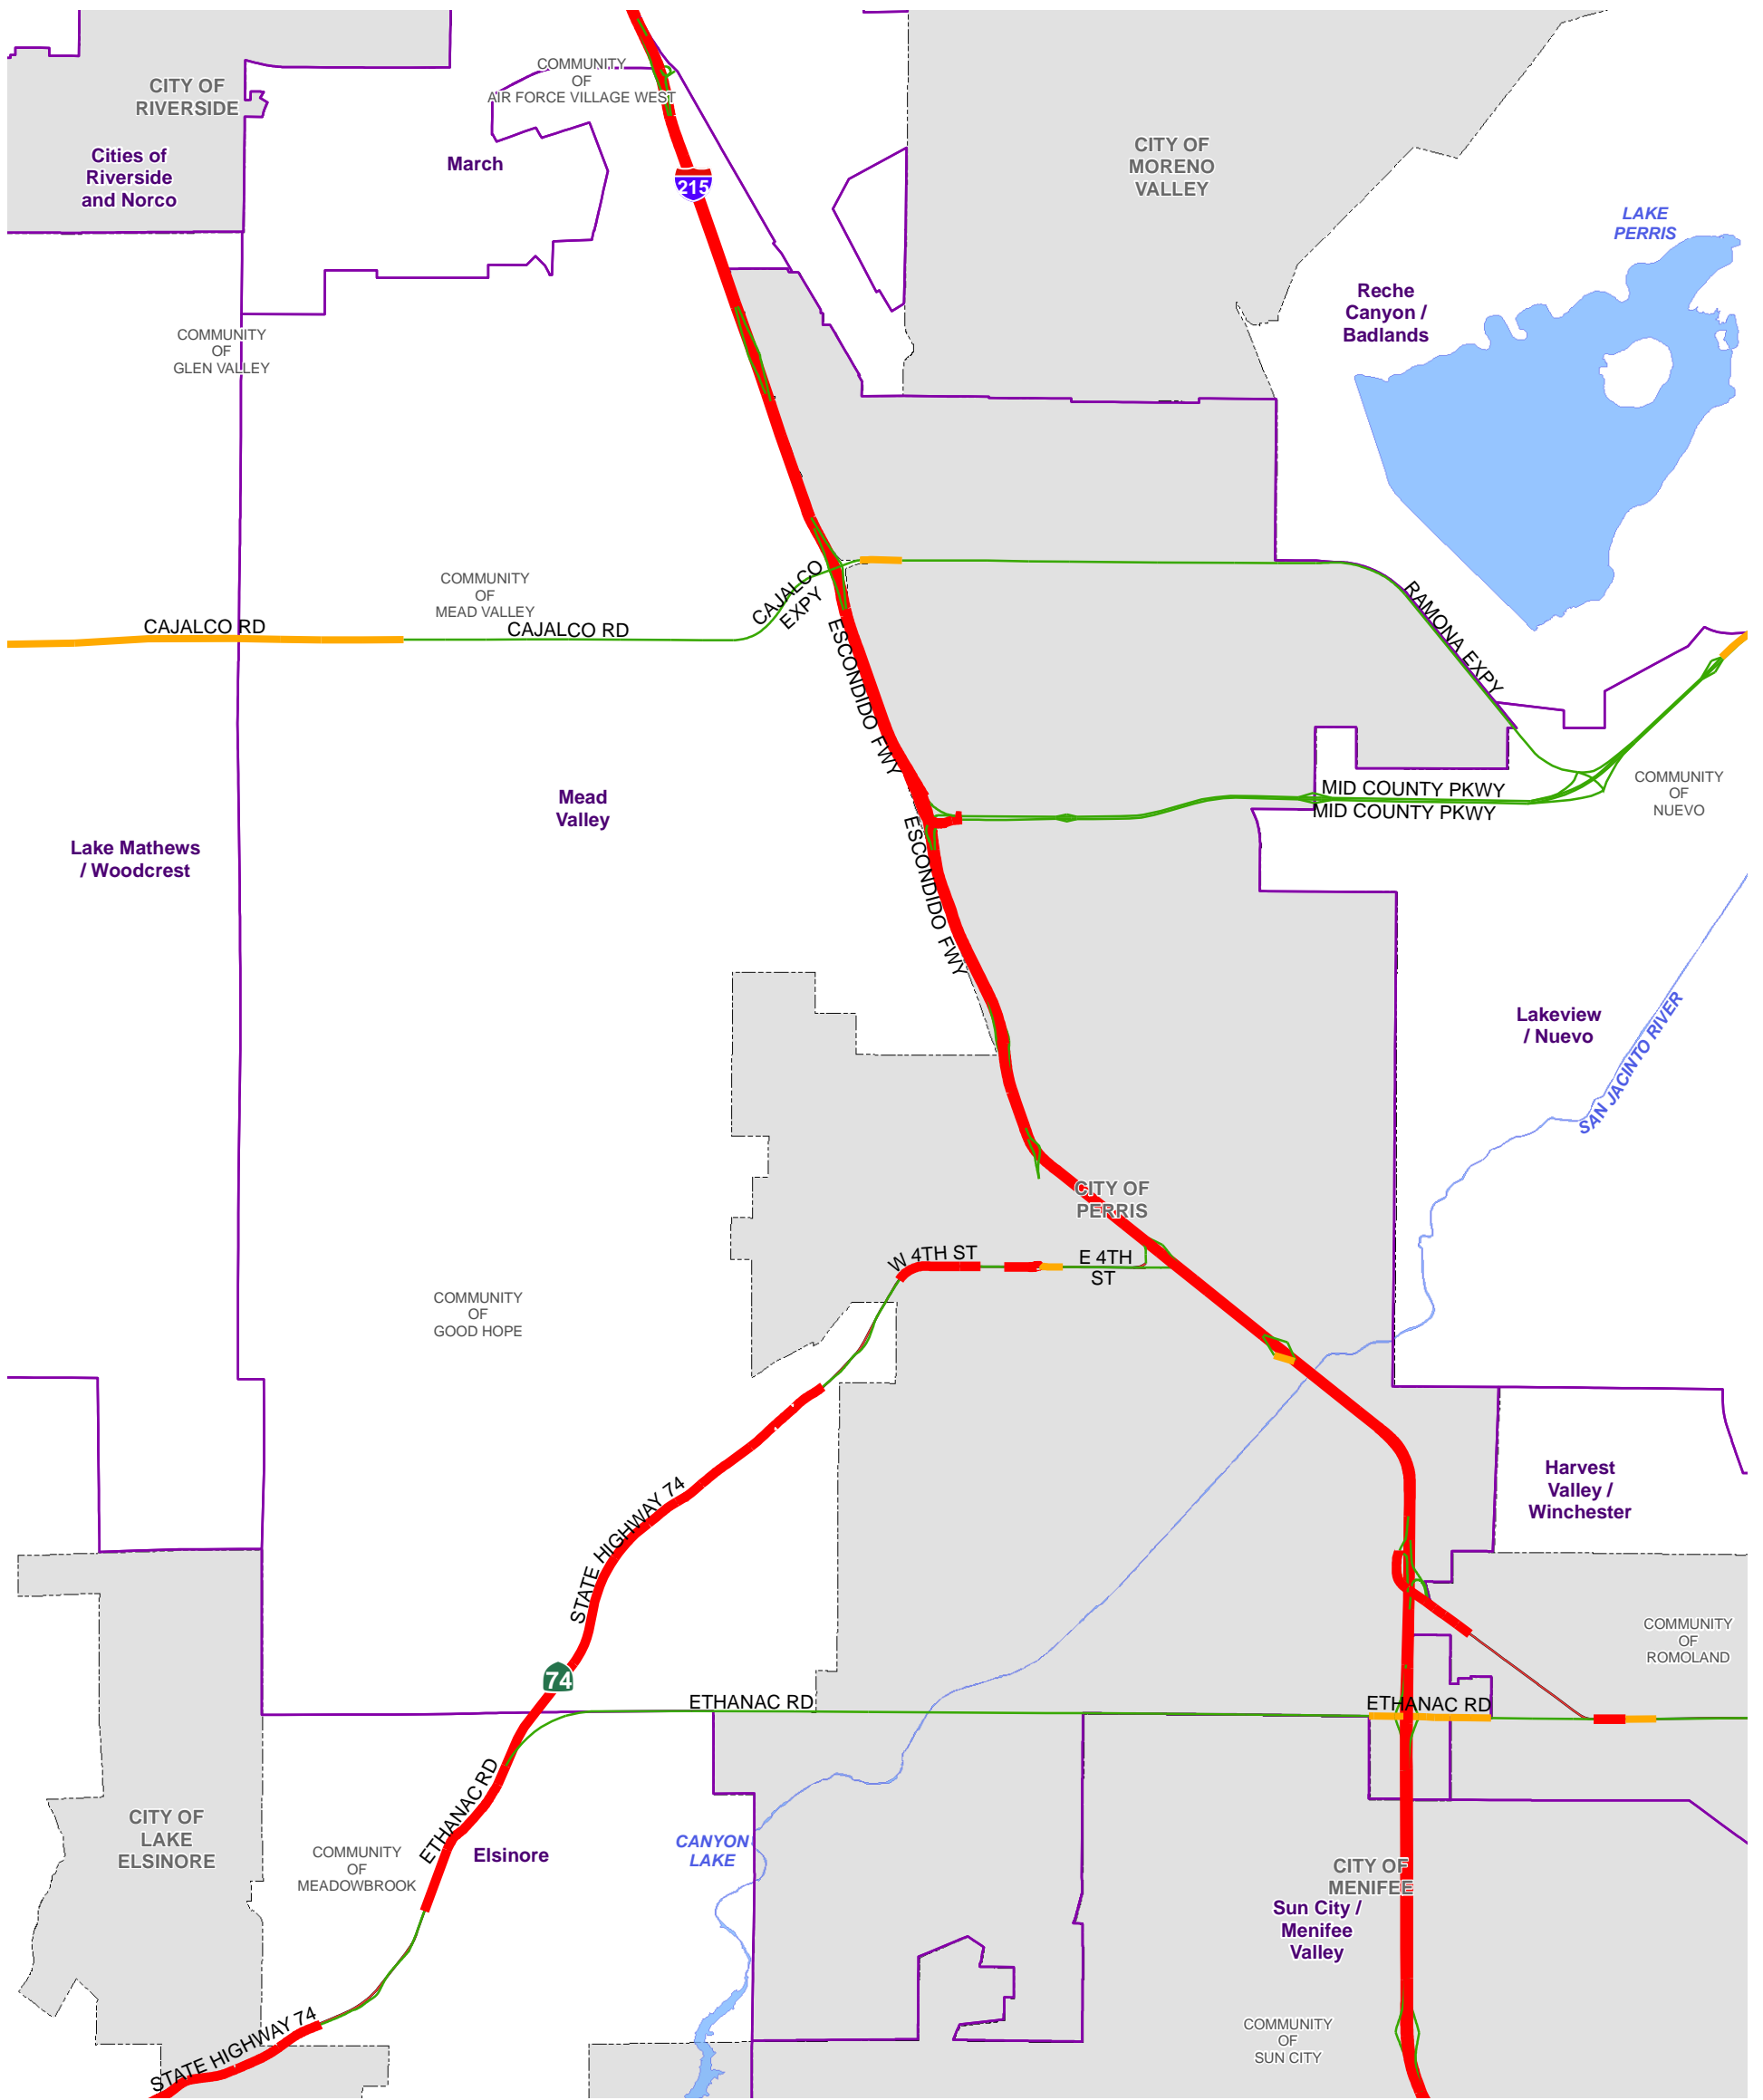 COMMUNITY
OF
AIR FORCE VILLAGE WEST
CITY OF
RIVERSIDE
Cities of
Riverside
and Norco
March
215
CITY OF
MORENO
VALLEY
LAKE
PERRIS
Reche
Canyon /
Badlands
COMMUNITY
OF
GLEN VALLEY
COMMUNITY
OF
MEAD VALLEY
CAJALCO RD
CAJALCO RD
CAJALCO
EXPY
RAMONA EXPY
ESCONDIDO FWY
Mead
Valley
MID COUNTY PKWY
MID COUNTY PKWY
COMMUNITY
OF
NUEVO
Lake Mathews
/ Woodcrest
ESCONDIDO FWY
Lakeview
/ Nuevo
SAN JACINTO RIVER
CITY OF
PERRIS
W 4TH ST
E 4TH
ST
COMMUNITY
OF
GOOD HOPE
Harvest
Valley /
Winchester
STATE HIGHWAY 74
COMMUNITY
OF
ROMOLAND
74
ETHANAC RD
ETHANAC RD
ETHANAC RD
CITY OF
LAKE
ELSINORE
COMMUNITY
OF
MEADOWBROOK
Elsinore
CANYON
LAKE
CITY OF
MENIFEE
Sun City /
Menifee
Valley
COMMUNITY
OF
SUN CITY
STATE HIGHWAY 74